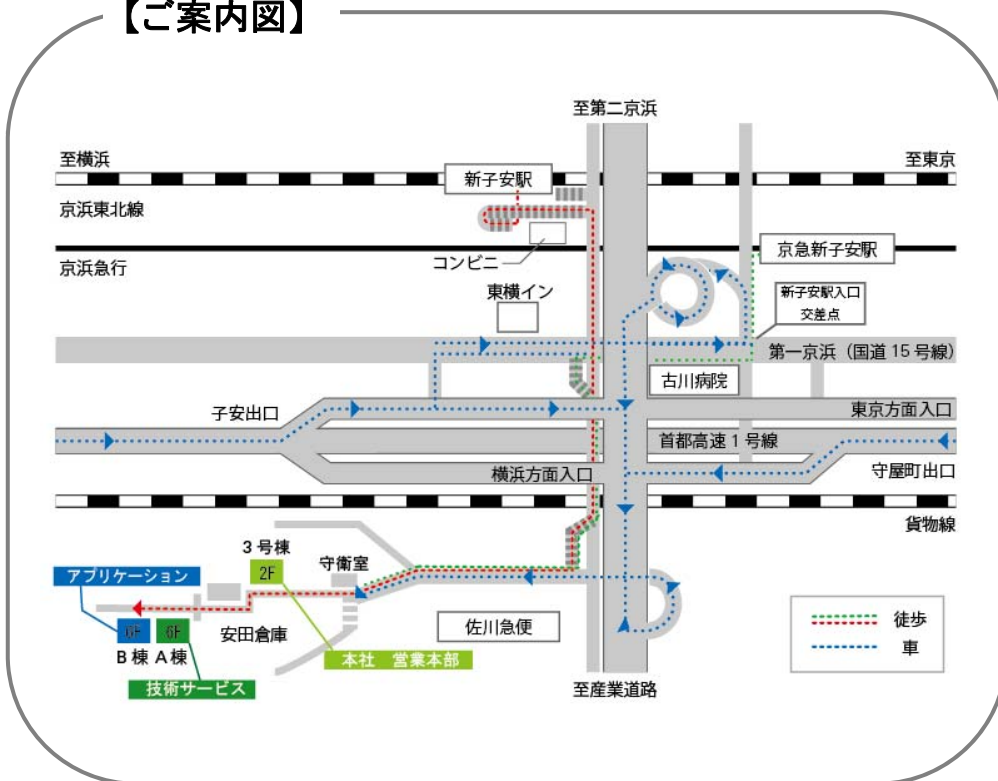 【ご案内図】
至第二京浜
至横浜
至東京
新子安駅
京浜東北線
京急新子安駅
コンビニ
京浜急行
東横イン
新子安駅入口
交差点
第一京浜（国道15号線）
古川病院
子安出口
東京方面入口
首都高速1号線
横浜方面入口
守屋町出口
貨物線
3号棟
守衛室
2F
アプリケーション
6F
6F
安田倉庫
佐川急便
B棟
A棟
本社　営業本部
技術サービス
徒歩
車
至産業道路